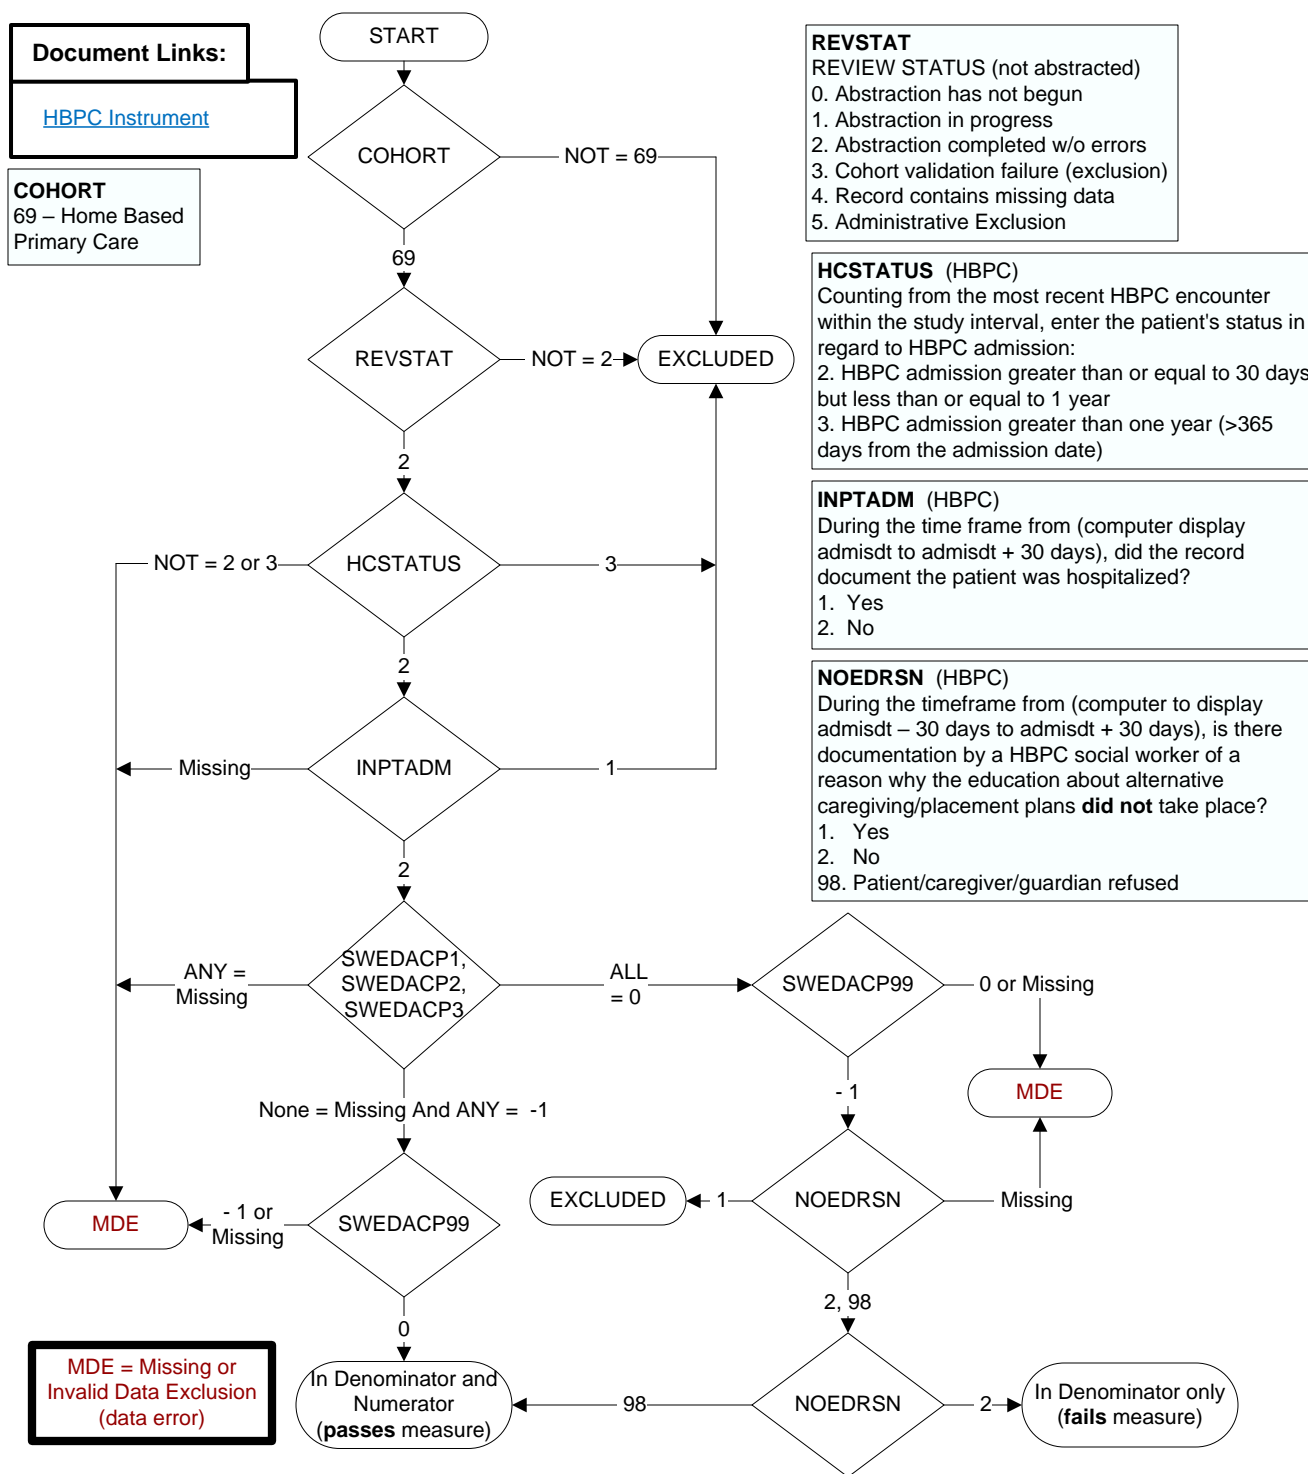 Document Links:
HBPC Instrument
COHORT
69 – Home Based
Primary Care
START
COHORT
NOT = 69
69
REVSTAT
NOT = 2
EXCLUDED
2
HCSTATUS
NOT = 2 or 3
3
2
INPTADM
Missing
1
2
SWEDACP1,
SWEDACP2,
SWEDACP3
ANY =
Missing
ALL
= 0
SWEDACP99
0 or Missing
MDE
- 1
None = Missing And ANY = -1
NOEDRSN
EXCLUDED
1
Missing
SWEDACP99
- 1 or
Missing
MDE
0
2, 98
NOEDRSN
98
2
In Denominator and
Numerator
(passes measure)
In Denominator only
(fails measure)
MDE = Missing or
Invalid Data Exclusion
(data error)
REVSTAT
REVIEW STATUS (not abstracted)
0. Abstraction has not begun
1. Abstraction in progress
2. Abstraction completed w/o errors
3. Cohort validation failure (exclusion)
4. Record contains missing data
5. Administrative Exclusion
HCSTATUS (HBPC)
Counting from the most recent HBPC encounter
within the study interval, enter the patient's status in
regard to HBPC admission:
2. HBPC admission greater than or equal to 30 days
but less than or equal to 1 year
3. HBPC admission greater than one year (>365
days from the admission date)
INPTADM (HBPC)
During the time frame from (computer display
admisdt to admisdt + 30 days), did the record
document the patient was hospitalized?
1. Yes
2. No
NOEDRSN (HBPC)
During the timeframe from (computer to display
admisdt – 30 days to admisdt + 30 days), is there
documentation by a HBPC social worker of a
reason why the education about alternative
caregiving/placement plans did not take place?
1. Yes
2. No
98. Patient/caregiver/guardian refused